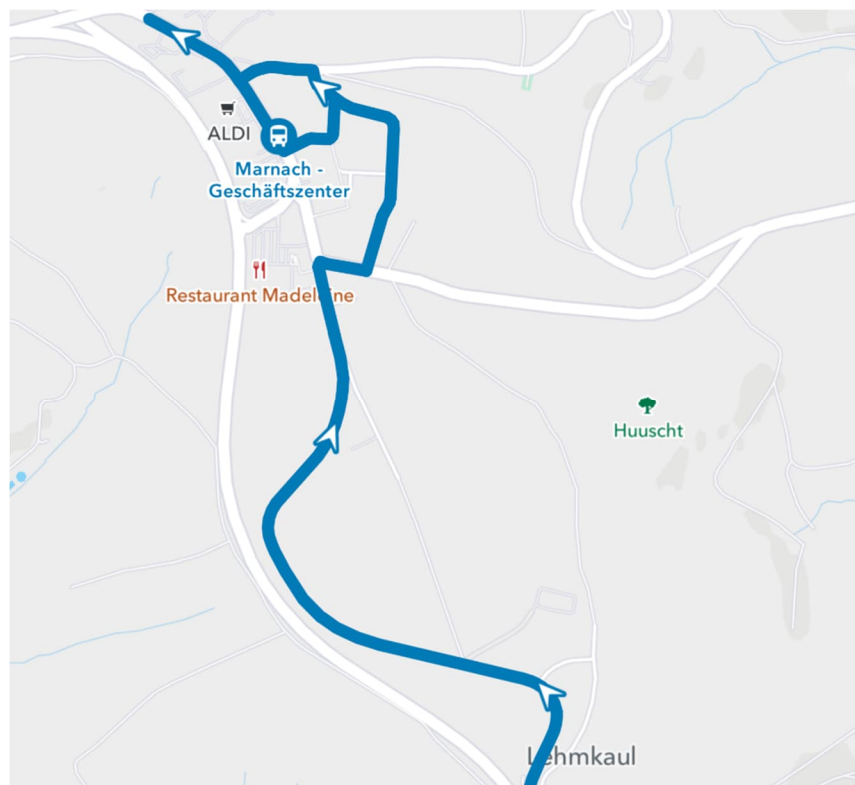 ALDI
Marnach -
Geschäftszenter
Restaurant Madeleine
Huuscht
Lehmkaul